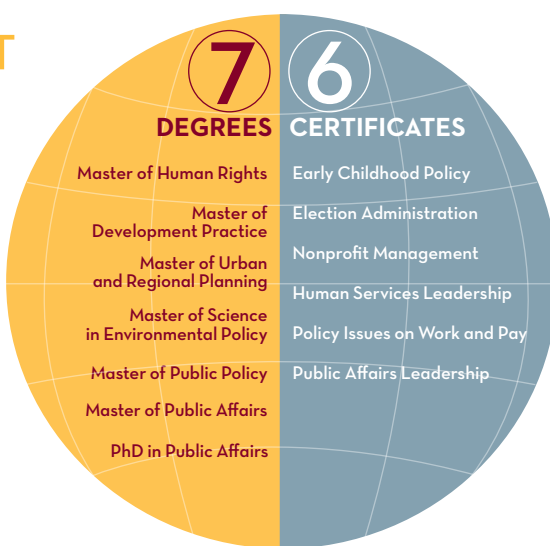 T
7
DEGREES
Master of Human Rights
Master of
Development Practice
Master of Urban
and Regional Planning
Master of Science
in Environmental Policy
Master of Public Policy
Master of Public Affairs
PhD in Public Affairs
6
CERTIFICATES
Early Childhood Policy
Election Administration
Nonprofit Management
Human Services Leadership
Policy Issues on Work and Pay
Public Affairs Leadership